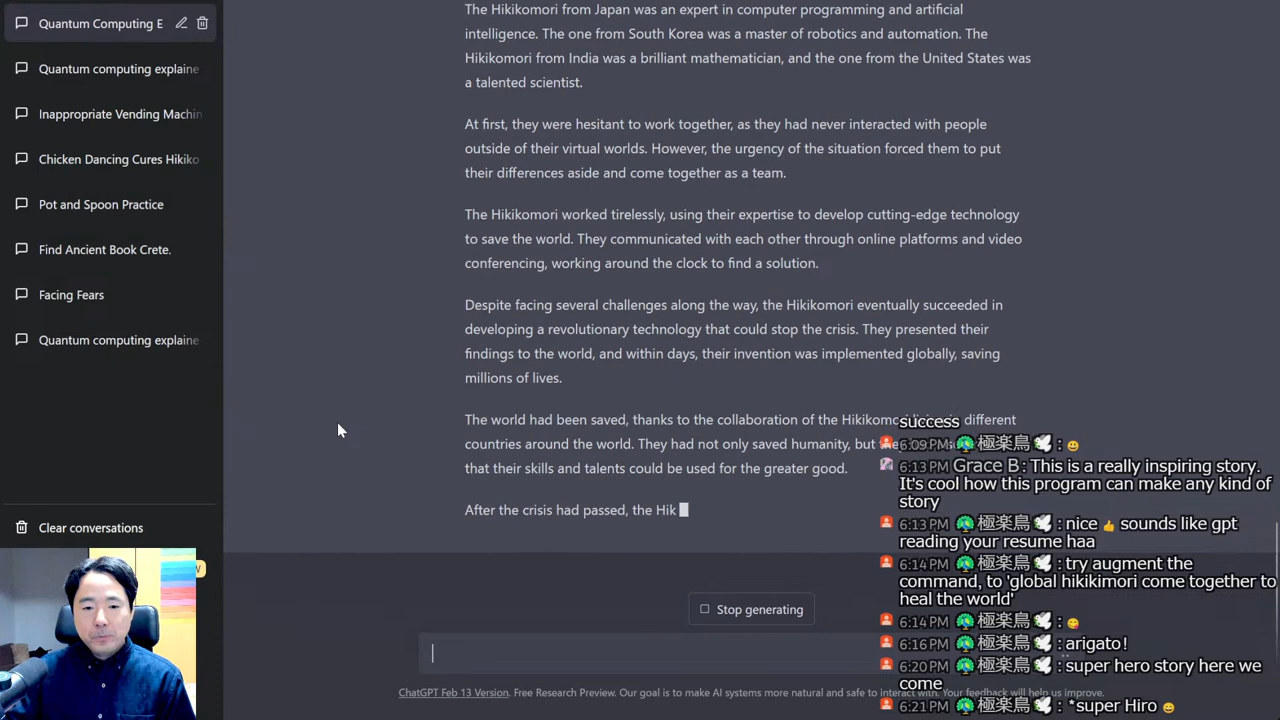 Quantum Computing E
Quantum computing explaine
Inappropriate Vending Machin
Chicken Dancing Cures Hikiko
Pot and Spoon Practice
Find Ancient Book Crete.
Facing Fears
Quantum computing explaine
Clear conversations
The Hikikomori from Japan was an expert in computer programming and artificial
intelligence. The one from South Korea was a master of robotics and automation. The
Hikikomori from India was a brilliant mathematician, and the one from the United States was
a talented scientist.
At first, they were hesitant to work together, as they had never interacted with people
outside of their virtual worlds. However, the urgency of the situation forced them to put
their differences aside and come together as a team.
The Hikikomori worked tirelessly, using their expertise to develop cutting-edge technology
to save the world. They communicated with each other through online platforms and video
conferencing, working around the clock to find a solution.
Despite facing several challenges along the way, the Hikikomori eventually succeeded in
developing a revolutionary technology that could stop the crisis. They presented their
findings to the world, and within days, their invention was implemented globally, saving
millions of lives.
The world had been saved, thanks to the collaboration of the Hikikomo different
countries around the world. They had not only saved humanity, but
that their skills and talents could be used for the greater good.
After the crisis had passed, the Hik
Stop generating
ChatGPT Feb 13 Version. Free Research Preview. Our goal is to make AI systems more natural and safe to interact with. Your feedback will help us improve.
success
6:09 PM 🦚極楽鳥🕊 : 😃
6:13 PM Grace B : This is a really inspiring story.
It's cool how this program can make any kind of
story
6:13 PM 🦚極楽鳥🕊 : nice 👍 sounds like gpt
reading your resume haa
6:14 PM 🦚極楽鳥🕊 : try augment the
command, to 'global hikikimori come together to
heal the world'
6:14 PM 🦚極楽鳥🕊 : 😋
6:16 PM 🦚極楽鳥🕊 : arigato!
6:20 PM 🦚極楽鳥🕊 : super hero story here we
come
6:21 PM 🦚極楽鳥🕊 : *super Hiro 😄